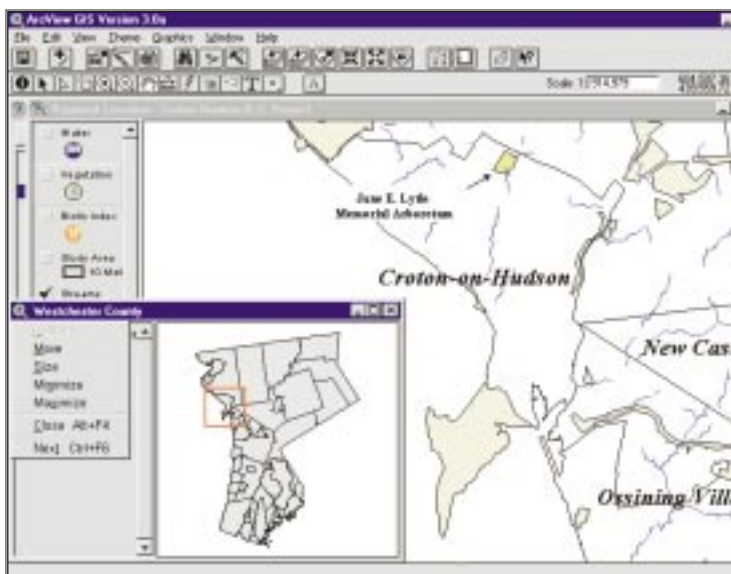 ArcView GIS Version 3.0a
File Edit View Theme Graphics Window Help
Scale 1:
Water
Vegetation
Biotic Index
Study Area
Streams
June E. Lytle
Memorial Arboretum
Croton-on-Hudson
New Cas
Ossining Vill
Westchester County
Move
Size
Minimize
Maximize
Close Alt+F4
Next Ctrl+F6